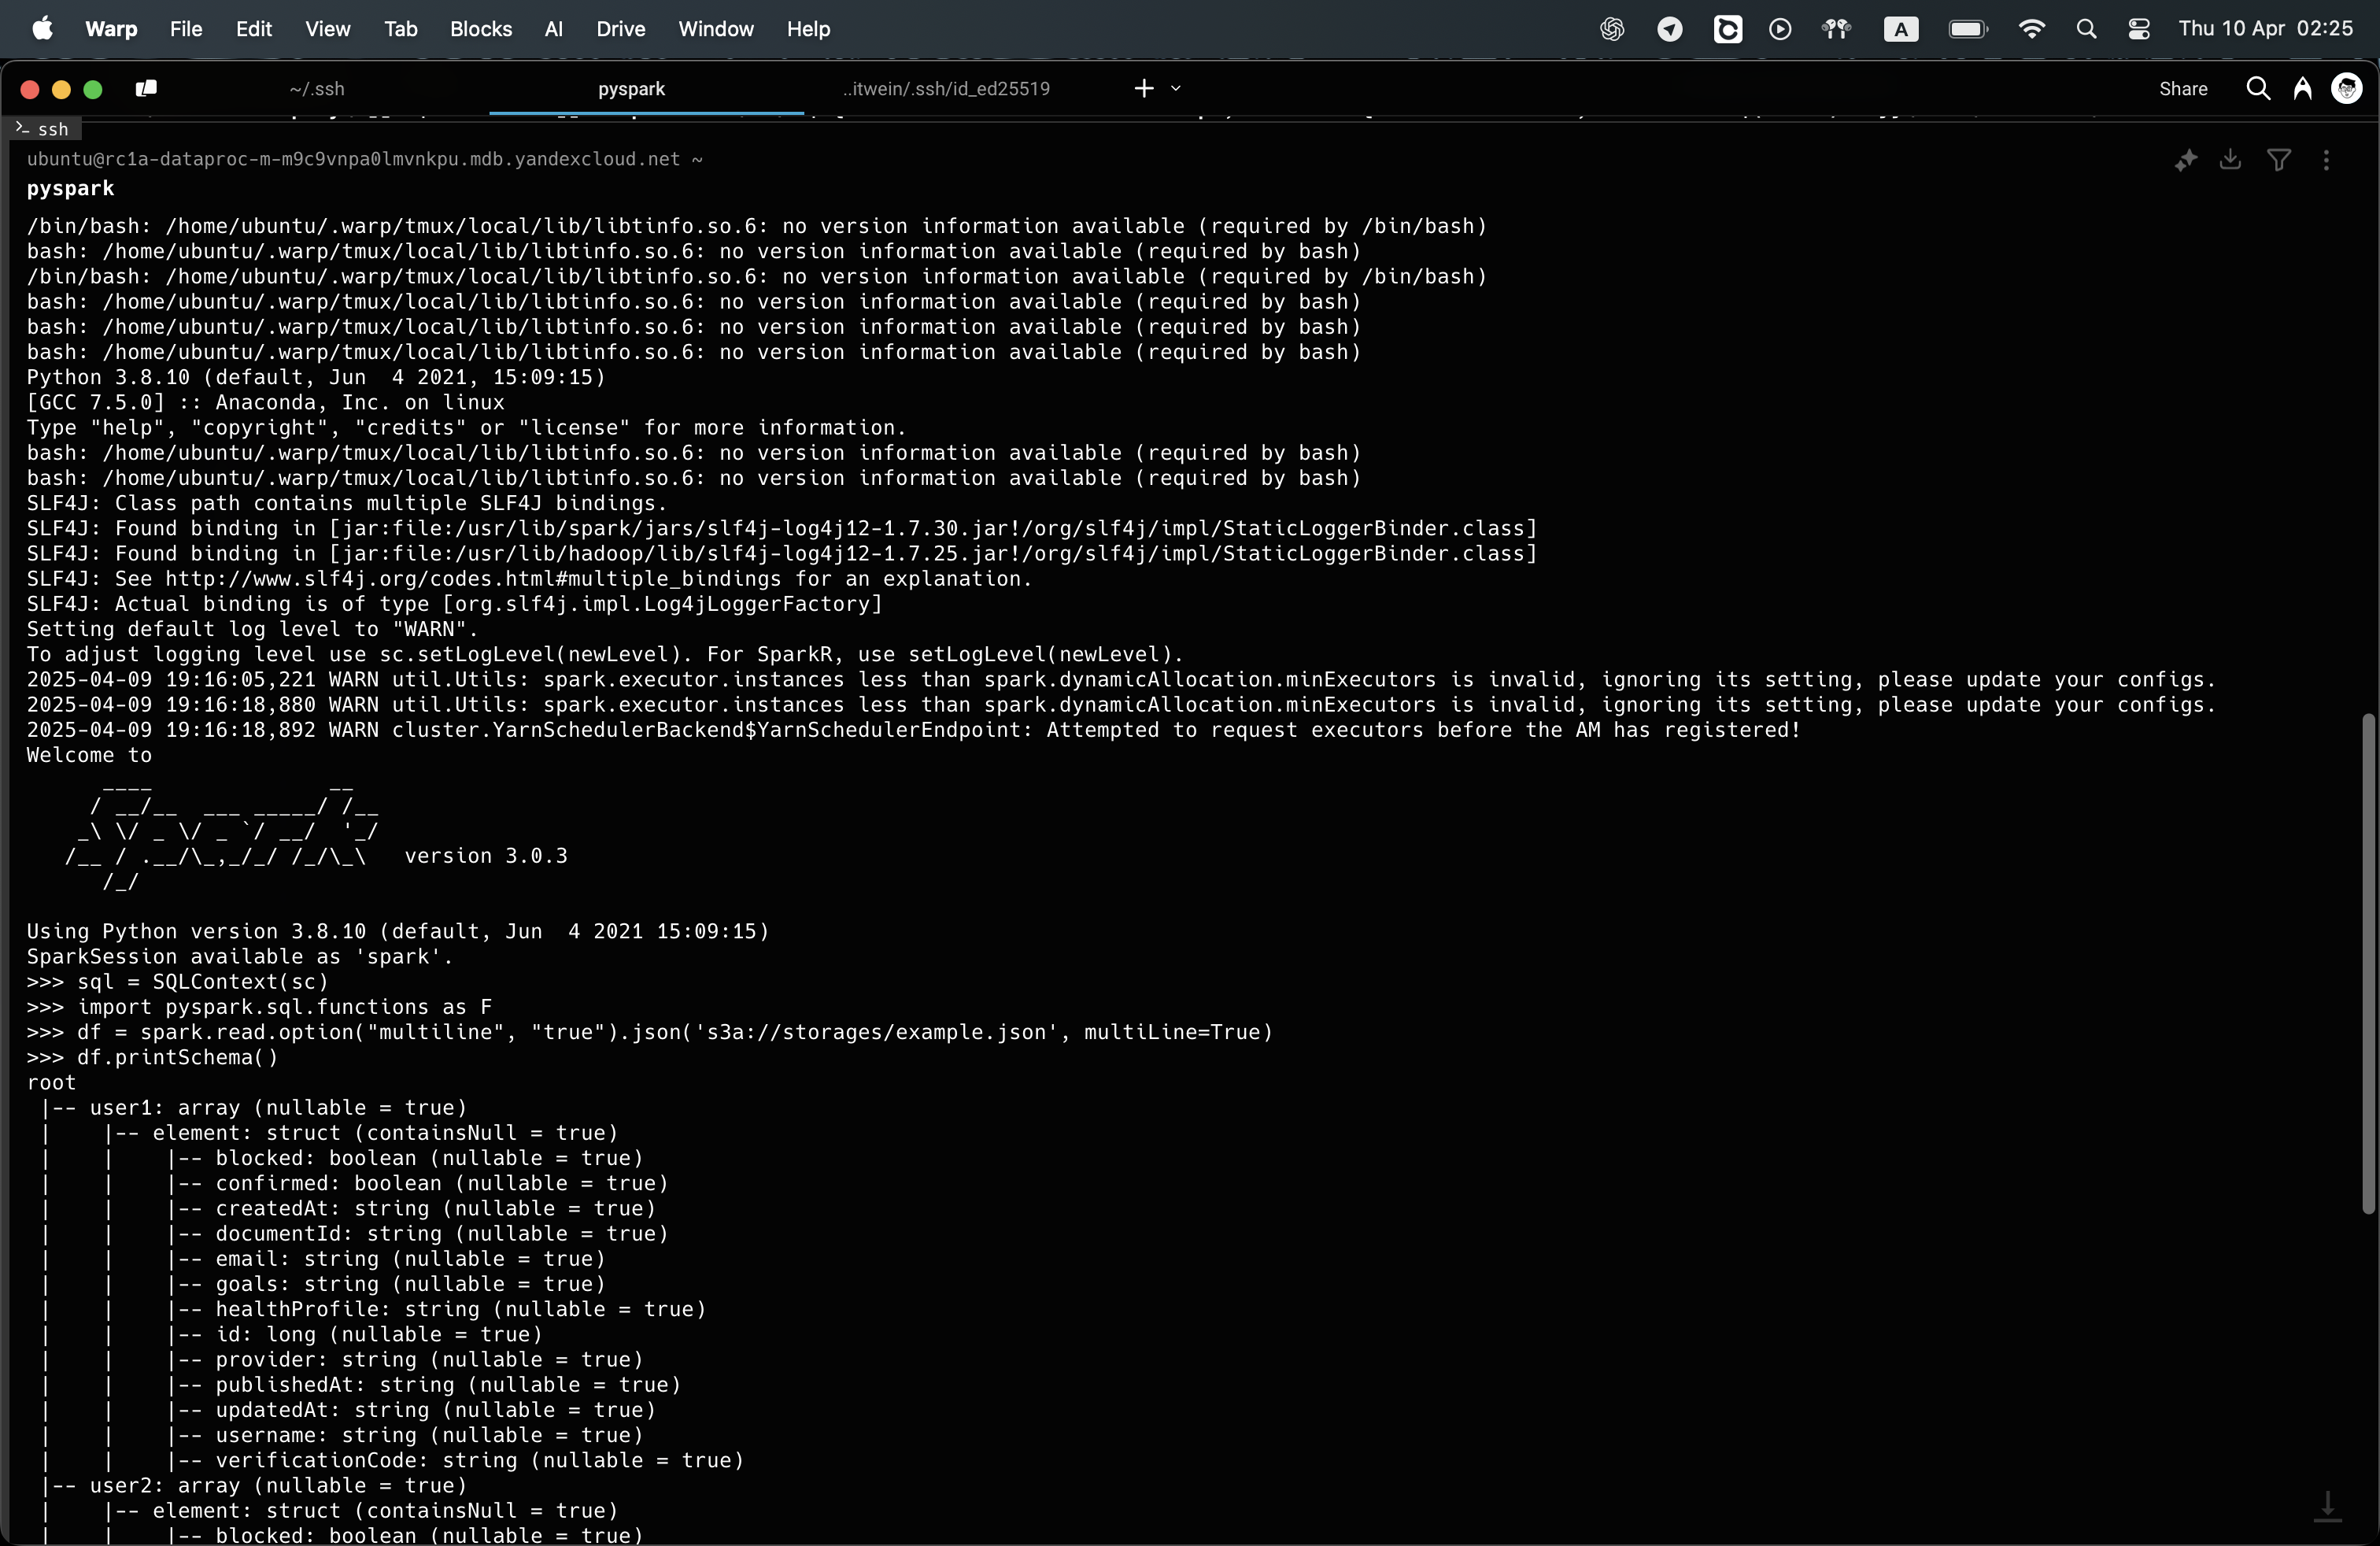 Warp File Edit View Tab Blocks AI Drive Window Help A Thu 10 Apr 02:25
~/.ssh pyspark ..itwein/.ssh/id_ed25519 Share
>_ ssh
ubuntu@rc1a-dataproc-m-m9c9vnpa0lmvnkpu.mdb.yandexcloud.net ~
pyspark
/bin/bash: /home/ubuntu/.warp/tmux/local/lib/libtinfo.so.6: no version information available (required by /bin/bash)
bash: /home/ubuntu/.warp/tmux/local/lib/libtinfo.so.6: no version information available (required by bash)
/bin/bash: /home/ubuntu/.warp/tmux/local/lib/libtinfo.so.6: no version information available (required by /bin/bash)
bash: /home/ubuntu/.warp/tmux/local/lib/libtinfo.so.6: no version information available (required by bash)
bash: /home/ubuntu/.warp/tmux/local/lib/libtinfo.so.6: no version information available (required by bash)
bash: /home/ubuntu/.warp/tmux/local/lib/libtinfo.so.6: no version information available (required by bash)
Python 3.8.10 (default, Jun  4 2021, 15:09:15)
[GCC 7.5.0] :: Anaconda, Inc. on linux
Type "help", "copyright", "credits" or "license" for more information.
bash: /home/ubuntu/.warp/tmux/local/lib/libtinfo.so.6: no version information available (required by bash)
bash: /home/ubuntu/.warp/tmux/local/lib/libtinfo.so.6: no version information available (required by bash)
SLF4J: Class path contains multiple SLF4J bindings.
SLF4J: Found binding in [jar:file:/usr/lib/spark/jars/slf4j-log4j12-1.7.30.jar!/org/slf4j/impl/StaticLoggerBinder.class]
SLF4J: Found binding in [jar:file:/usr/lib/hadoop/lib/slf4j-log4j12-1.7.25.jar!/org/slf4j/impl/StaticLoggerBinder.class]
SLF4J: See http://www.slf4j.org/codes.html#multiple_bindings for an explanation.
SLF4J: Actual binding is of type [org.slf4j.impl.Log4jLoggerFactory]
Setting default log level to "WARN".
To adjust logging level use sc.setLogLevel(newLevel). For SparkR, use setLogLevel(newLevel).
2025-04-09 19:16:05,221 WARN util.Utils: spark.executor.instances less than spark.dynamicAllocation.minExecutors is invalid, ignoring its setting, please update your configs.
2025-04-09 19:16:18,880 WARN util.Utils: spark.executor.instances less than spark.dynamicAllocation.minExecutors is invalid, ignoring its setting, please update your configs.
2025-04-09 19:16:18,892 WARN cluster.YarnSchedulerBackend$YarnSchedulerEndpoint: Attempted to request executors before the AM has registered!
Welcome to
      ____              __
     / __/__  ___ _____/ /__
    _\ \/ _ \/ _ `/ __/  '_/
   /__ / .__/\_,_/_/ /_/\_\   version 3.0.3
      /_/
Using Python version 3.8.10 (default, Jun  4 2021 15:09:15)
SparkSession available as 'spark'.
>>> sql = SQLContext(sc)
>>> import pyspark.sql.functions as F
>>> df = spark.read.option("multiline", "true").json('s3a://storages/example.json', multiLine=True)
>>> df.printSchema()
root
 |-- user1: array (nullable = true)
 |    |-- element: struct (containsNull = true)
 |    |    |-- blocked: boolean (nullable = true)
 |    |    |-- confirmed: boolean (nullable = true)
 |    |    |-- createdAt: string (nullable = true)
 |    |    |-- documentId: string (nullable = true)
 |    |    |-- email: string (nullable = true)
 |    |    |-- goals: string (nullable = true)
 |    |    |-- healthProfile: string (nullable = true)
 |    |    |-- id: long (nullable = true)
 |    |    |-- provider: string (nullable = true)
 |    |    |-- publishedAt: string (nullable = true)
 |    |    |-- updatedAt: string (nullable = true)
 |    |    |-- username: string (nullable = true)
 |    |    |-- verificationCode: string (nullable = true)
 |-- user2: array (nullable = true)
 |    |-- element: struct (containsNull = true)
 |    |    |-- blocked: boolean (nullable = true)